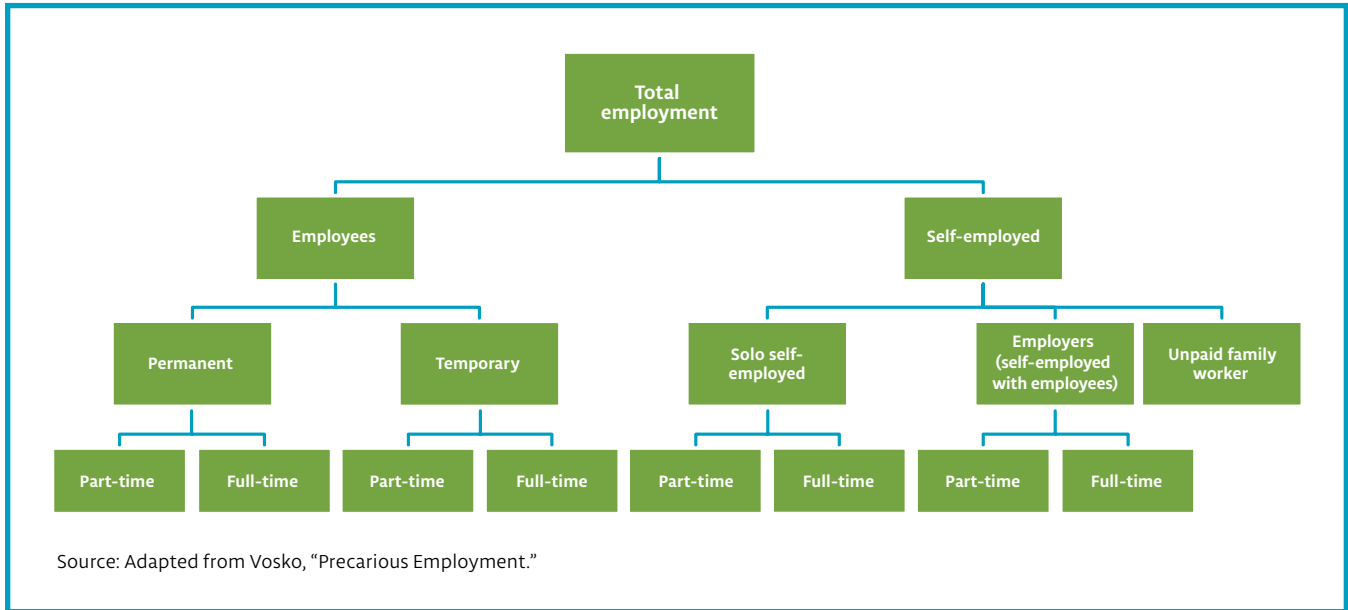 Total
employment
Employees
Self-employed
Permanent
Temporary
Solo self-
employed
Employers
(self-employed
with employees)
Unpaid family
worker
Part-time
Full-time
Part-time
Full-time
Part-time
Full-time
Part-time
Full-time
Source: Adapted from Vosko, “Precarious Employment.”